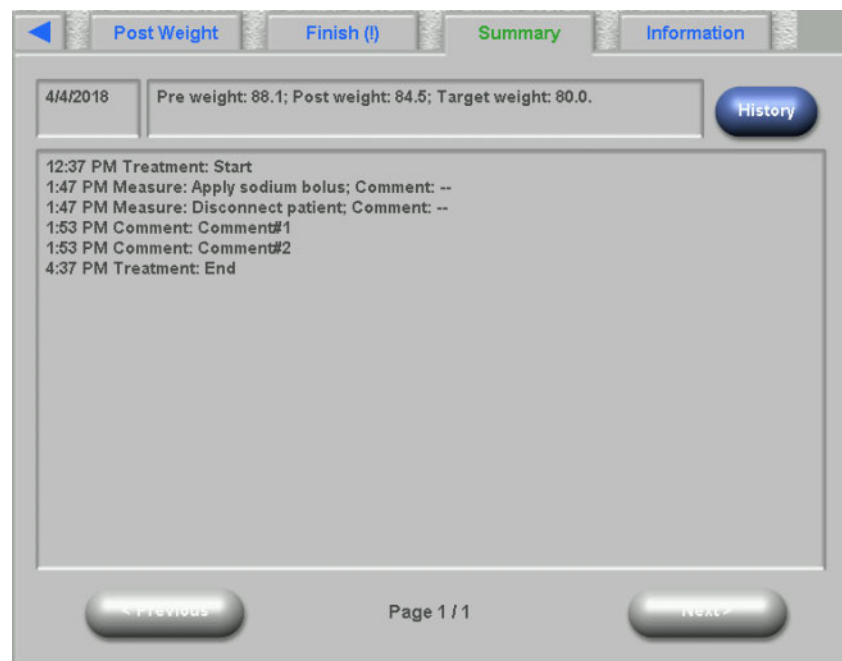 Post Weight
Finish (!)
Summary
Information
4/4/2018
Pre weight: 88.1; Post weight: 84.5; Target weight: 80.0.
History
12:37 PM Treatment: Start
1:47 PM Measure: Apply sodium bolus; Comment: --
1:47 PM Measure: Disconnect patient; Comment: --
1:53 PM Comment: Comment#1
1:53 PM Comment: Comment#2
4:37 PM Treatment: End
< Previous
Page 1 / 1
Next >